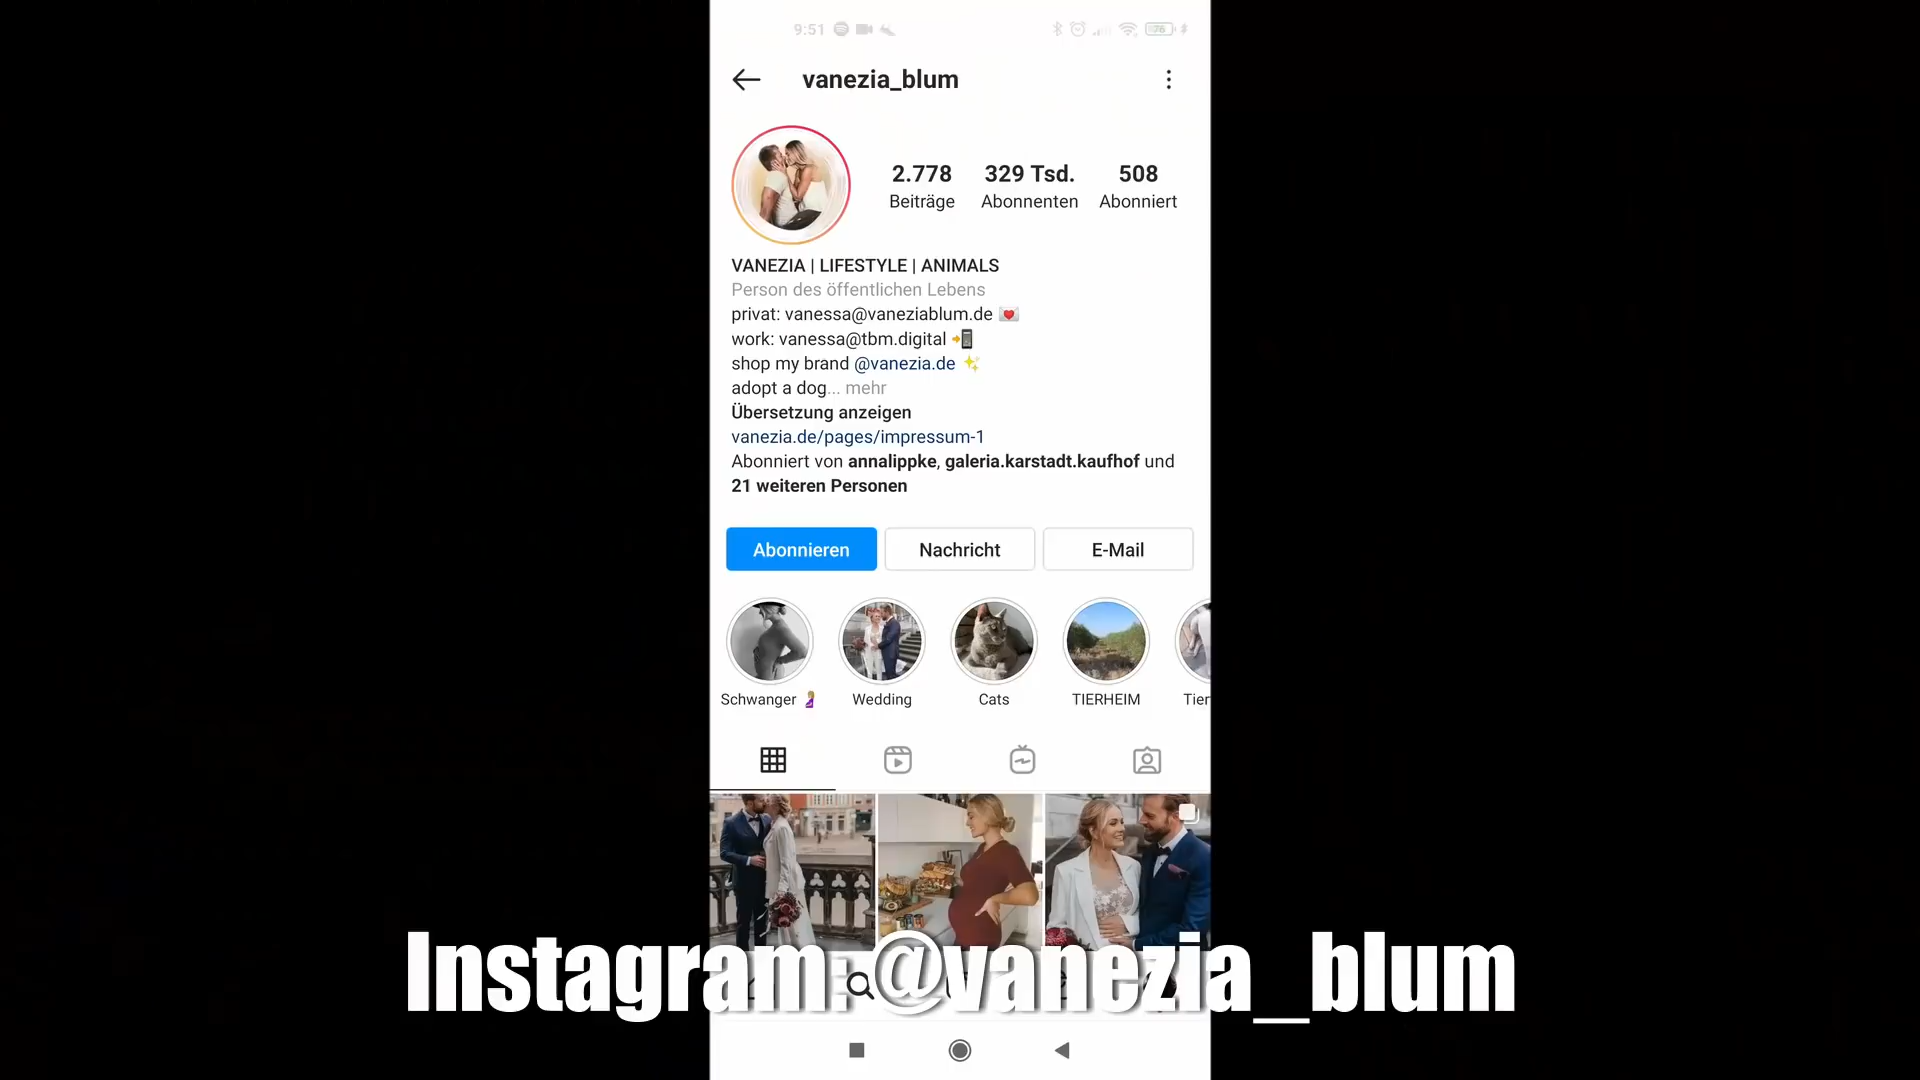 9:51
76
vanezia_blum
2.778 329 Tsd. 508
Beiträge Abonnenten Abonniert
VANEZIA | LIFESTYLE | ANIMALS
Person des öffentlichen Lebens
privat: vanessa@vaneziablum.de 💌
work: vanessa@tbm.digital 📲
shop my brand @vanezia.de ✨
adopt a dog... mehr
Übersetzung anzeigen
vanezia.de/pages/impressum-1
Abonniert von annalippke, galeria.karstadt.kaufhof und
21 weiteren Personen
Abonnieren Nachricht E-Mail
Schwanger 🤰 Wedding Cats TIERHEIM Tier
Instagram: @vanezia_blum